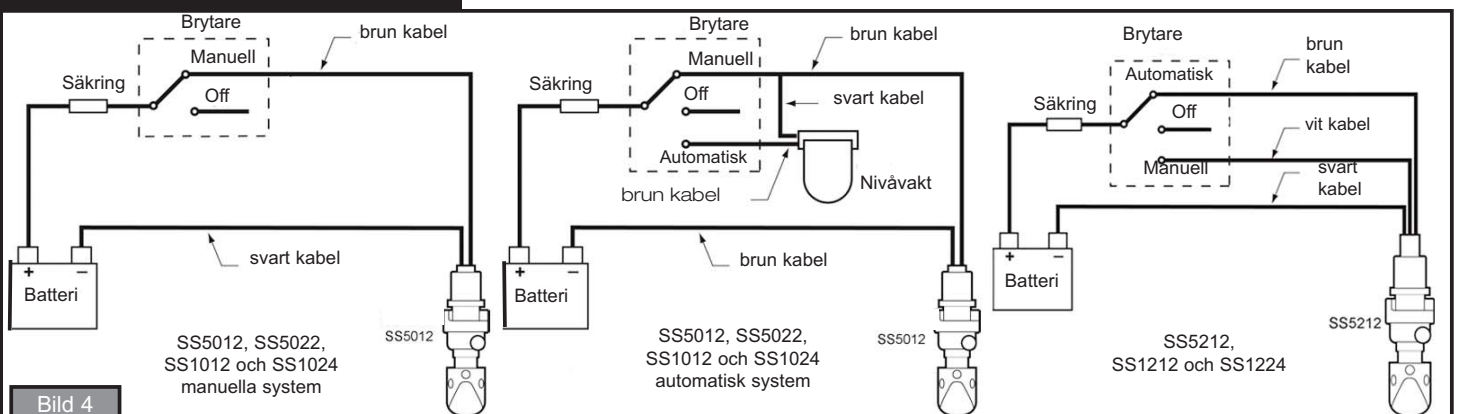 Brytare
Manuell
brun kabel
Säkring
Off
+ –
Batteri
svart kabel
SS5012
SS5012, SS5022,
SS1012 och SS1024
manuella system
Brytare
Manuell
brun kabel
Säkring
Off
svart kabel
Automatisk
Nivåvakt
brun kabel
+ –
Batteri
brun kabel
SS5012
SS5012, SS5022,
SS1012 och SS1024
automatisk system
Brytare
Automatisk
brun
kabel
Säkring
Off
vit kabel
Manuell
svart
kabel
+ –
Batteri
SS5212
SS5212,
SS1212 och SS1224
Bild 4